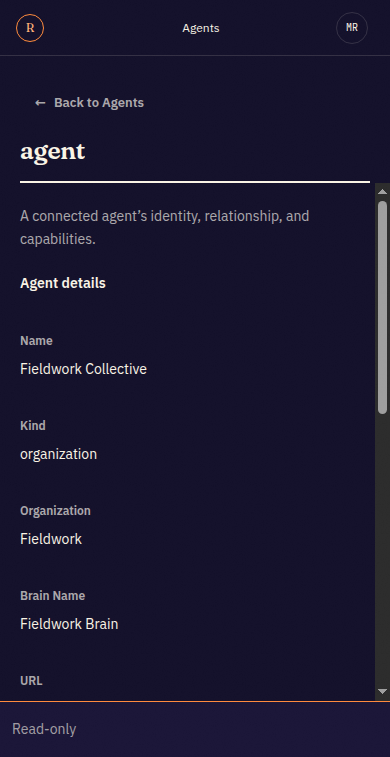 R
Agents
MR
← Back to Agents
agent
A connected agent’s identity, relationship, and
capabilities.
Agent details
Name
Fieldwork Collective
Kind
organization
Organization
Fieldwork
Brain Name
Fieldwork Brain
URL
Read-only